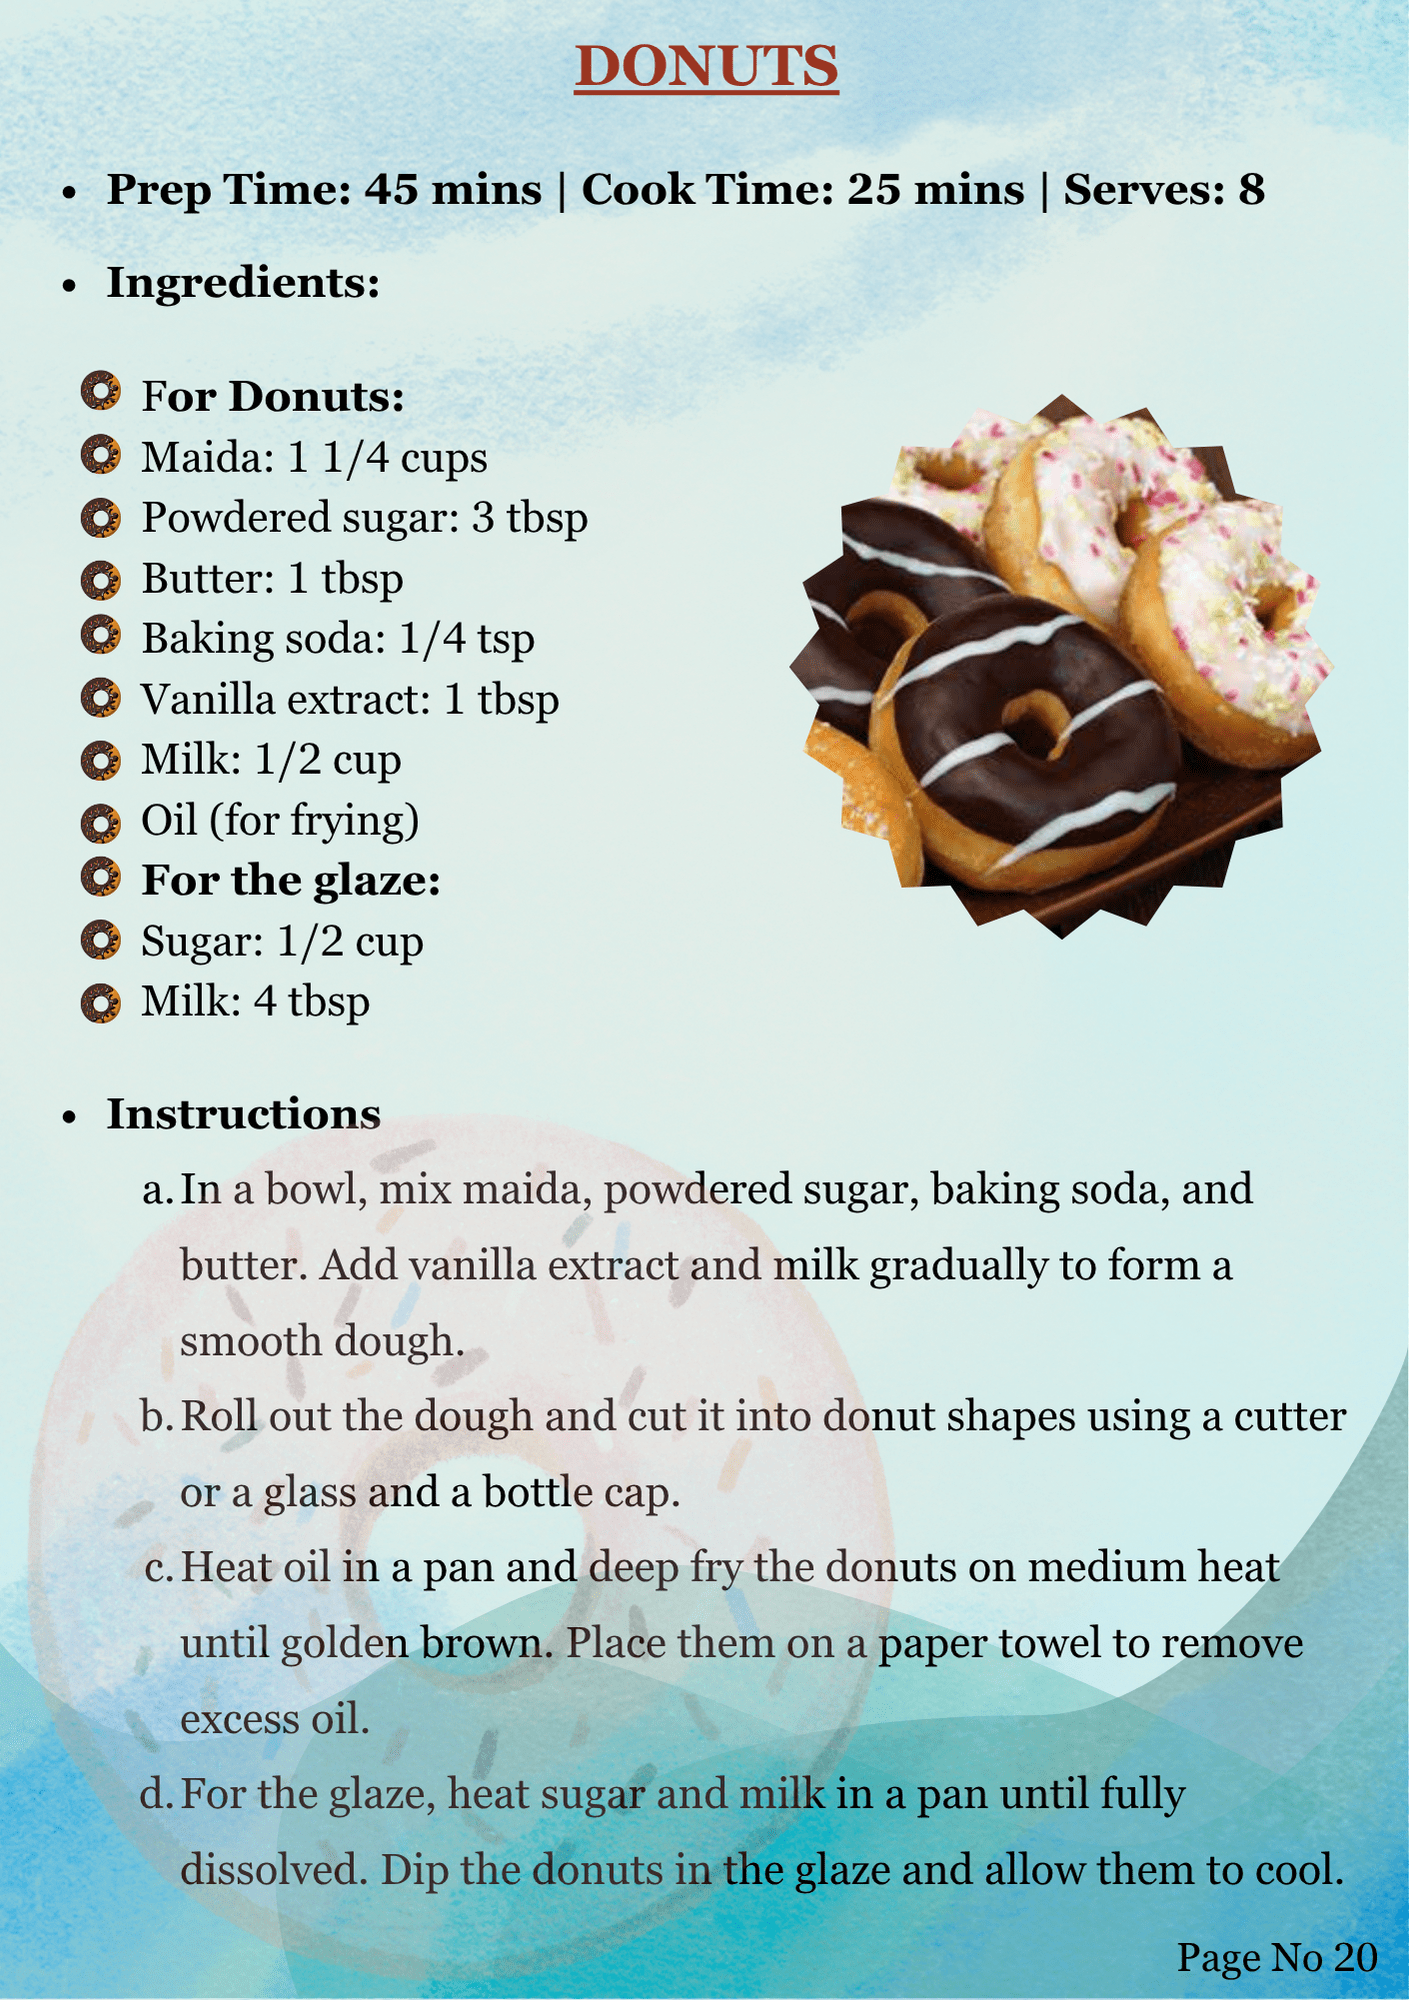 DONUTS
• Prep Time: 45 mins | Cook Time: 25 mins | Serves: 8
• Ingredients:
For Donuts:
Maida: 1 1/4 cups
Powdered sugar: 3 tbsp
Butter: 1 tbsp
Baking soda: 1/4 tsp
Vanilla extract: 1 tbsp
Milk: 1/2 cup
Oil (for frying)
For the glaze:
Sugar: 1/2 cup
Milk: 4 tbsp
• Instructions
a. In a bowl, mix maida, powdered sugar, baking soda, and
butter. Add vanilla extract and milk gradually to form a
smooth dough.
b. Roll out the dough and cut it into donut shapes using a cutter
or a glass and a bottle cap.
c. Heat oil in a pan and deep fry the donuts on medium heat
until golden brown. Place them on a paper towel to remove
excess oil.
d. For the glaze, heat sugar and milk in a pan until fully
dissolved. Dip the donuts in the glaze and allow them to cool.
Page No 20